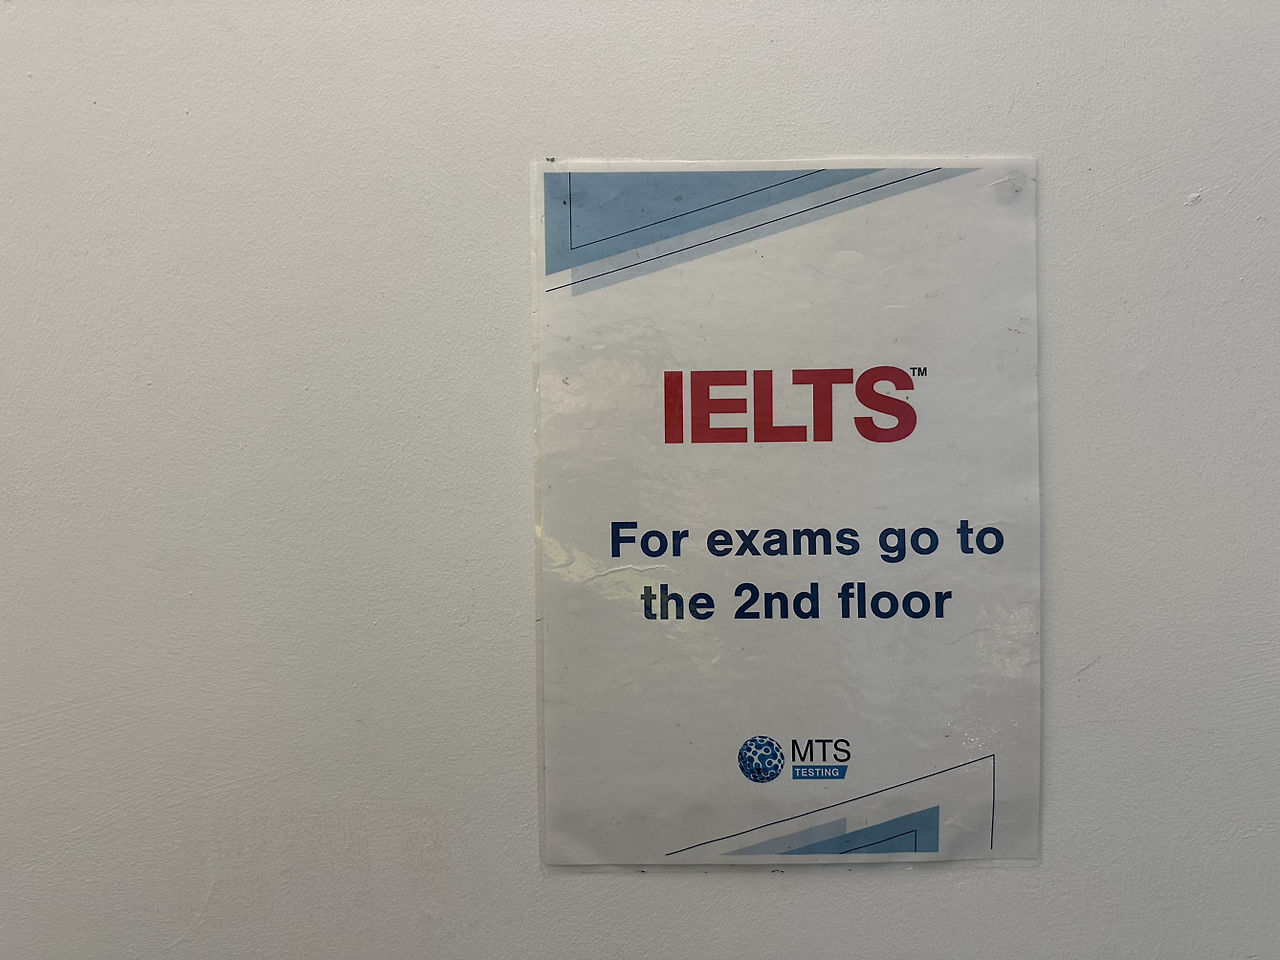 IELTS™
For exams go to
the 2nd floor
MTS
TESTING